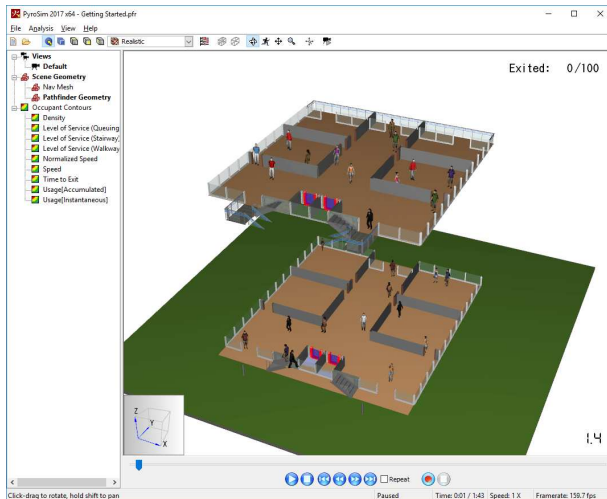 PyroSim 2017 x64 - Getting Started.pfr
File Analysis View Help
Realistic
Views
Default
Scene Geometry
Nav Mesh
Pathfinder Geometry
Occupant Contours
Density
Level of Service (Queuing
Level of Service (Stairway)
Level of Service (Walkway
Normalized Speed
Speed
Time to Exit
Usage[Accumulated]
Usage[Instantaneous]
Exited: 0/100
Z
Y
X
1.4
Repeat
Click-drag to rotate, hold shift to pan
Paused
Time: 0:01 / 1:43
Speed: 1 X
Framerate: 159.7 fps